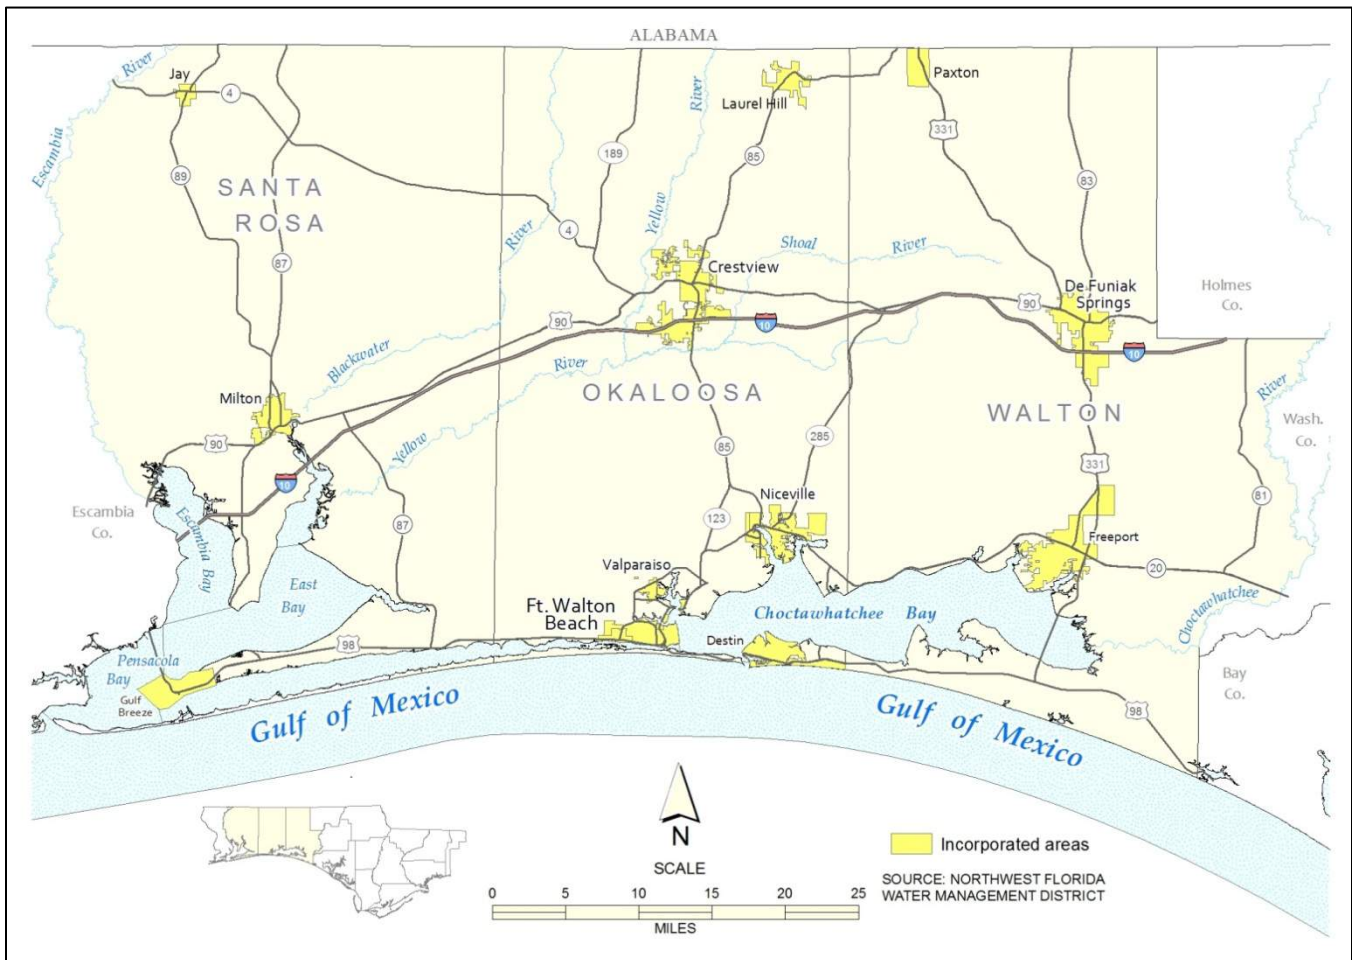 ALABAMA
River
Jay
4
Escambia
89
SANTA
ROSA
87
189
River
Laurel Hill
Paxton
331
85
83
Yellow
River
4
Shoal
River
Crestview
De Funiak
Springs
90
Holmes
Co.
90
10
10
Blackwater
River
OKALOOSA
WALTON
Milton
90
Yellow
85
285
331
River
Wash.
Co.
10
Escambia
Co.
Escambia Bay
87
Niceville
123
81
Freeport
Valparaiso
20
East
Bay
Ft. Walton
Beach
Choctawhatchee Bay
Choctawhatchee
Destin
98
Pensacola
Bay
Gulf
Breeze
Bay
Co.
98
Gulf of Mexico
Gulf of Mexico
N
SCALE
0 5 10 15 20 25
MILES
Incorporated areas
SOURCE: NORTHWEST FLORIDA
WATER MANAGEMENT DISTRICT